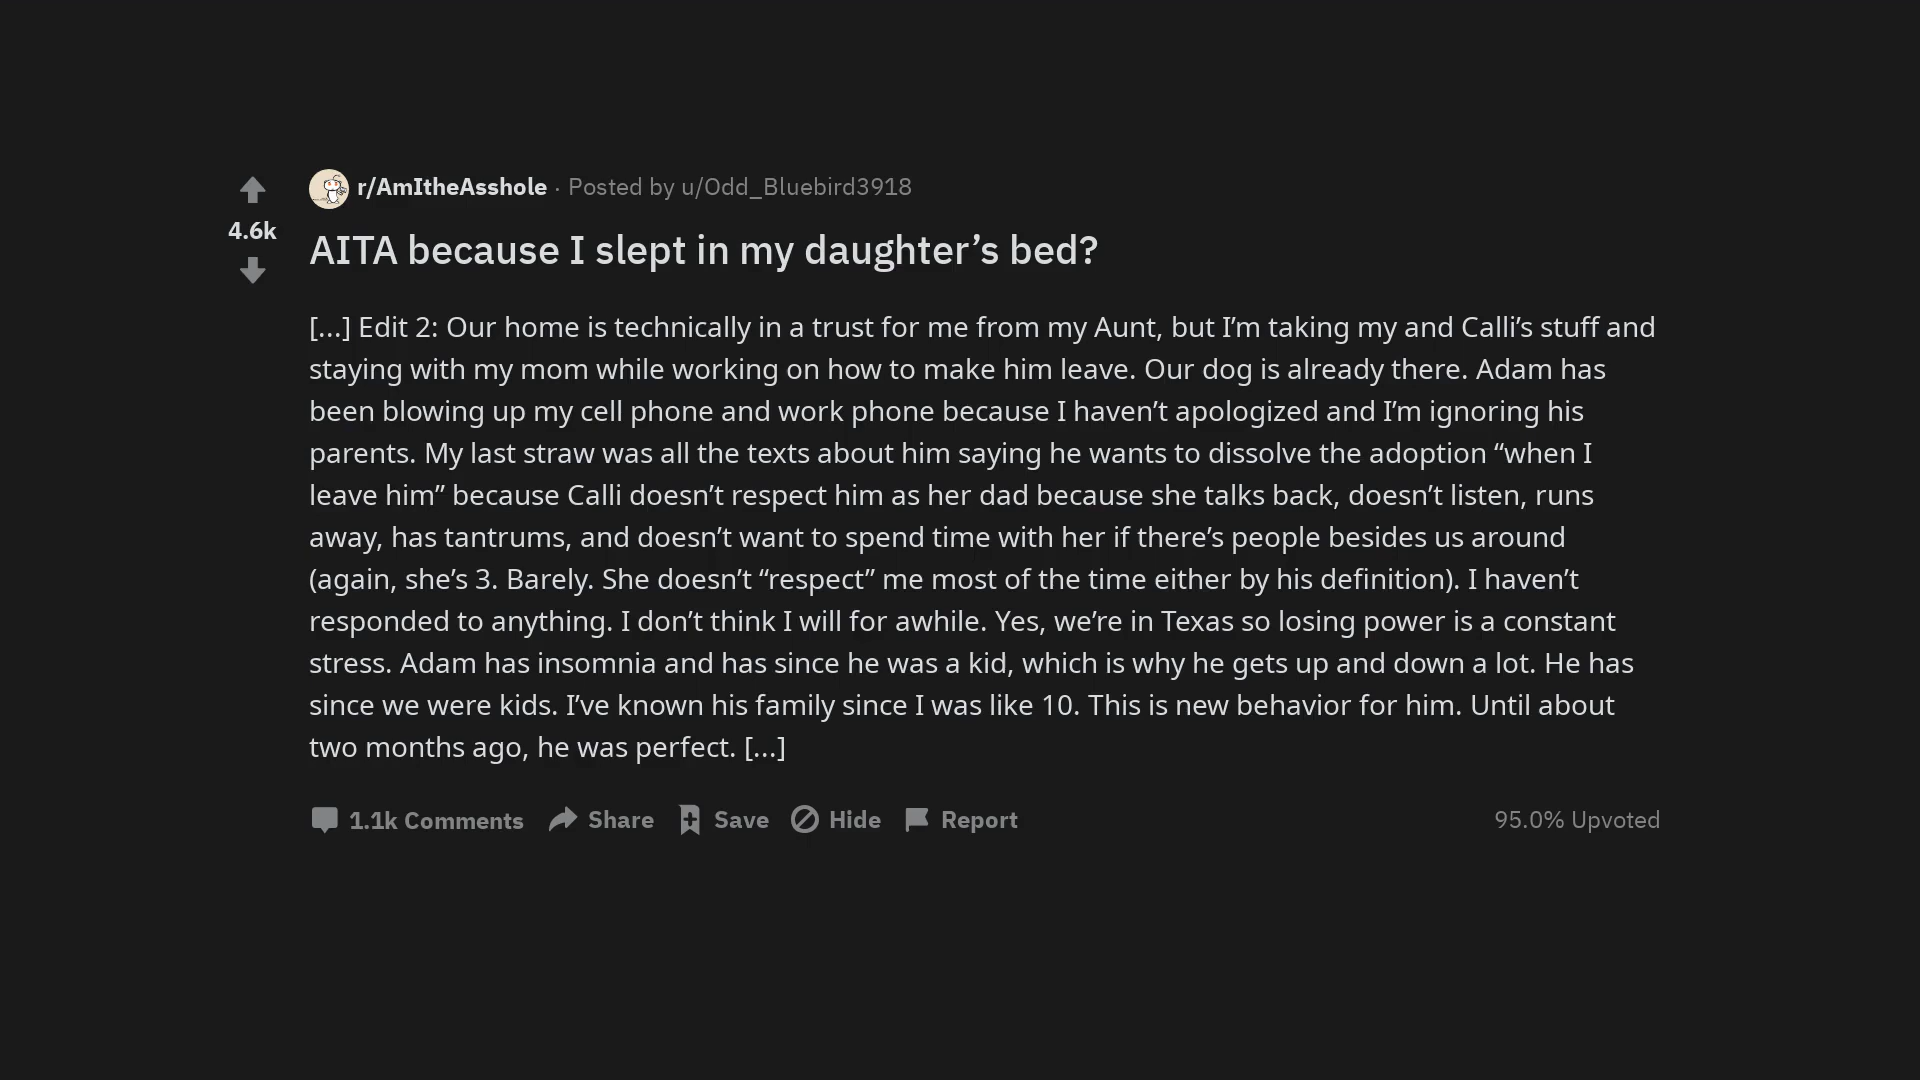 r/AmItheAsshole · Posted by u/Odd_Bluebird3918
4.6k
AITA because I slept in my daughter’s bed?
[...] Edit 2: Our home is technically in a trust for me from my Aunt, but I’m taking my and Calli’s stuff and
staying with my mom while working on how to make him leave. Our dog is already there. Adam has
been blowing up my cell phone and work phone because I haven’t apologized and I’m ignoring his
parents. My last straw was all the texts about him saying he wants to dissolve the adoption “when I
leave him” because Calli doesn’t respect him as her dad because she talks back, doesn’t listen, runs
away, has tantrums, and doesn’t want to spend time with her if there’s people besides us around
(again, she’s 3. Barely. She doesn’t “respect” me most of the time either by his definition). I haven’t
responded to anything. I don’t think I will for awhile. Yes, we’re in Texas so losing power is a constant
stress. Adam has insomnia and has since he was a kid, which is why he gets up and down a lot. He has
since we were kids. I’ve known his family since I was like 10. This is new behavior for him. Until about
two months ago, he was perfect. [...]
1.1k Comments Share Save Hide Report 95.0% Upvoted